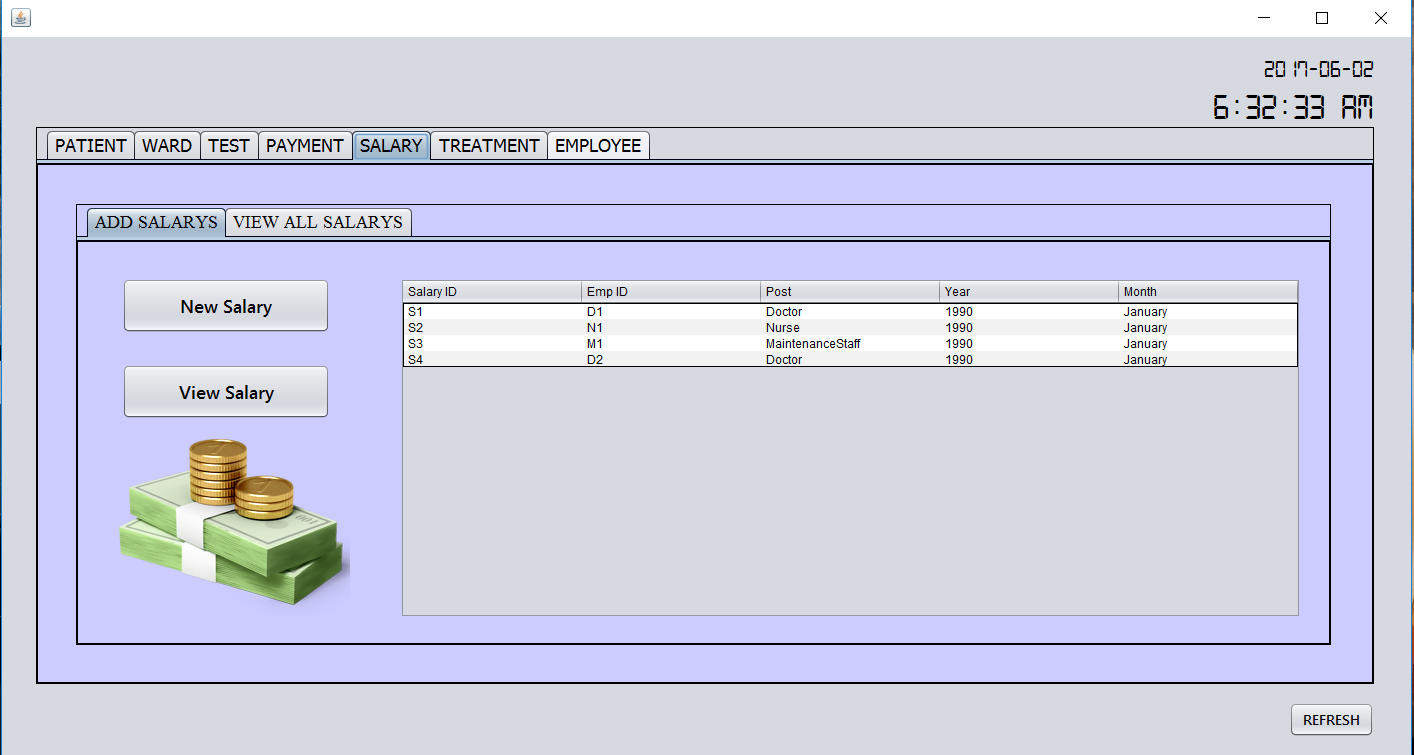 2017-06-02
6:32:33 AM
PATIENT WARD TEST PAYMENT SALARY TREATMENT EMPLOYEE
ADD SALARYS VIEW ALL SALARYS
New Salary
View Salary
Salary ID Emp ID Post Year Month
S1 D1 Doctor 1990 January
S2 N1 Nurse 1990 January
S3 M1 MaintenanceStaff 1990 January
S4 D2 Doctor 1990 January
100
REFRESH